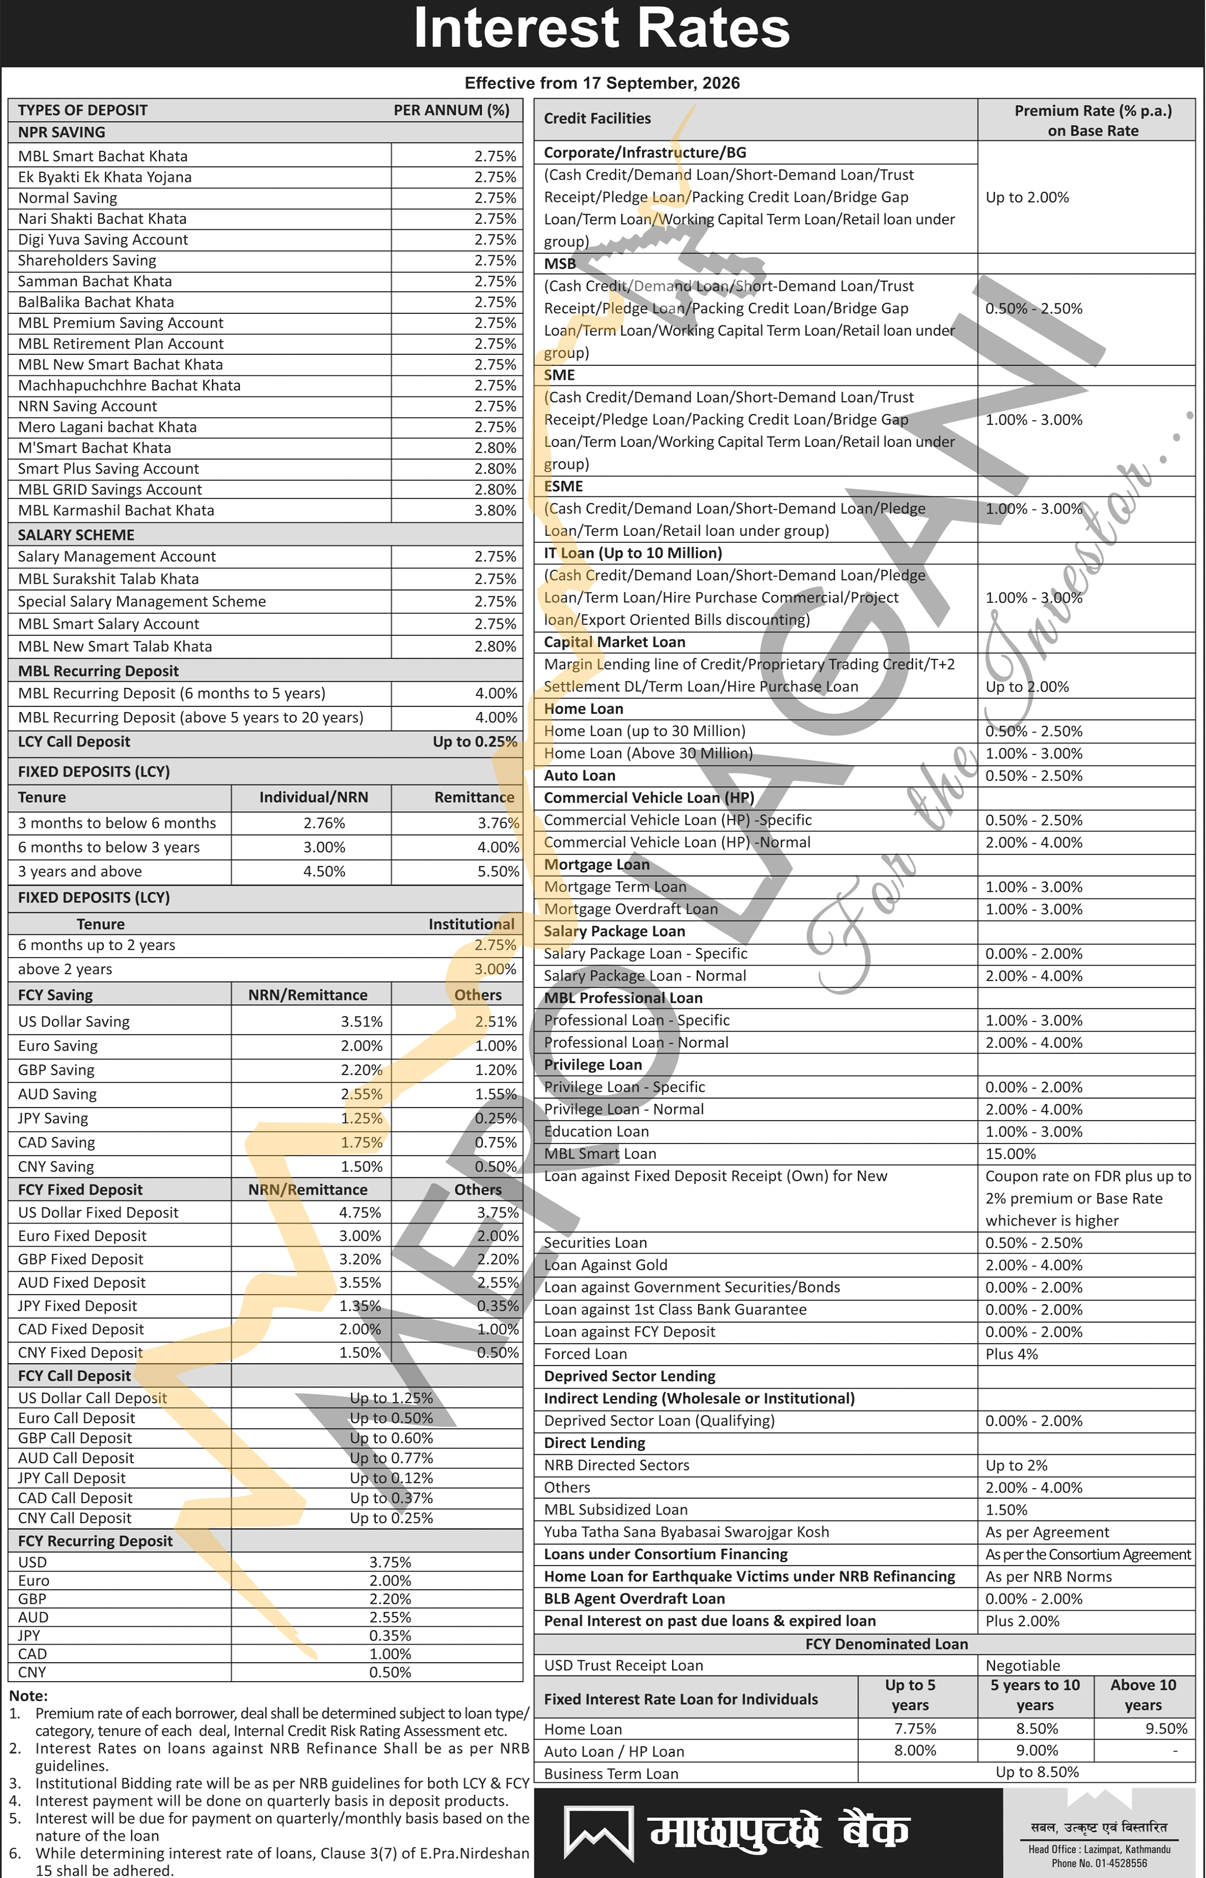 Interest Rates
Effective from 17 September, 2026
TYPES OF DEPOSIT PER ANNUM (%)
NPR SAVING
MBL Smart Bachat Khata 2.75%
Ek Byakti Ek Khata Yojana 2.75%
Normal Saving 2.75%
Nari Shakti Bachat Khata 2.75%
Digi Yuva Saving Account 2.75%
Shareholders Saving 2.75%
Samman Bachat Khata 2.75%
BalBalika Bachat Khata 2.75%
MBL Premium Saving Account 2.75%
MBL Retirement Plan Account 2.75%
MBL New Smart Bachat Khata 2.75%
Machhapuchchhre Bachat Khata 2.75%
NRN Saving Account 2.75%
Mero Lagani bachat Khata 2.75%
M'Smart Bachat Khata 2.80%
Smart Plus Saving Account 2.80%
MBL GRID Savings Account 2.80%
MBL Karmashil Bachat Khata 3.80%
SALARY SCHEME
Salary Management Account 2.75%
MBL Surakshit Talab Khata 2.75%
Special Salary Management Scheme 2.75%
MBL Smart Salary Account 2.75%
MBL New Smart Talab Khata 2.80%
MBL Recurring Deposit
MBL Recurring Deposit (6 months to 5 years) 4.00%
MBL Recurring Deposit (above 5 years to 20 years) 4.00%
LCY Call Deposit Up to 0.25%
FIXED DEPOSITS (LCY)
Tenure Individual/NRN Remittance
3 months to below 6 months 2.76% 3.76%
6 months to below 3 years 3.00% 4.00%
3 years and above 4.50% 5.50%
FIXED DEPOSITS (LCY)
Tenure Institutional
6 months up to 2 years 2.75%
above 2 years 3.00%
FCY Saving NRN/Remittance Others
US Dollar Saving 3.51% 2.51%
Euro Saving 2.00% 1.00%
GBP Saving 2.20% 1.20%
AUD Saving 2.55% 1.55%
JPY Saving 1.25% 0.25%
CAD Saving 1.75% 0.75%
CNY Saving 1.50% 0.50%
FCY Fixed Deposit NRN/Remittance Others
US Dollar Fixed Deposit 4.75% 3.75%
Euro Fixed Deposit 3.00% 2.00%
GBP Fixed Deposit 3.20% 2.20%
AUD Fixed Deposit 3.55% 2.55%
JPY Fixed Deposit 1.35% 0.35%
CAD Fixed Deposit 2.00% 1.00%
CNY Fixed Deposit 1.50% 0.50%
FCY Call Deposit
US Dollar Call Deposit Up to 1.25%
Euro Call Deposit Up to 0.50%
GBP Call Deposit Up to 0.60%
AUD Call Deposit Up to 0.77%
JPY Call Deposit Up to 0.12%
CAD Call Deposit Up to 0.37%
CNY Call Deposit Up to 0.25%
FCY Recurring Deposit
USD 3.75%
Euro 2.00%
GBP 2.20%
AUD 2.55%
JPY 0.35%
CAD 1.00%
CNY 0.50%
Note:
1. Premium rate of each borrower, deal shall be determined subject to loan type/
category, tenure of each deal, Internal Credit Risk Rating Assessment etc.
2. Interest Rates on loans against NRB Refinance Shall be as per NRB
guidelines.
3. Institutional Bidding rate will be as per NRB guidelines for both LCY & FCY
4. Interest payment will be done on quarterly basis in deposit products.
5. Interest will be due for payment on quarterly/monthly basis based on the
nature of the loan
6. While determining interest rate of loans, Clause 3(7) of E.Pra.Nirdeshan
15 shall be adhered.
Credit Facilities Premium Rate (% p.a.)
on Base Rate
Corporate/Infrastructure/BG
(Cash Credit/Demand Loan/Short-Demand Loan/Trust
Receipt/Pledge Loan/Packing Credit Loan/Bridge Gap Up to 2.00%
Loan/Term Loan/Working Capital Term Loan/Retail loan under
group)
MSB
(Cash Credit/Demand Loan/Short-Demand Loan/Trust
Receipt/Pledge Loan/Packing Credit Loan/Bridge Gap 0.50% - 2.50%
Loan/Term Loan/Working Capital Term Loan/Retail loan under
group)
SME
(Cash Credit/Demand Loan/Short-Demand Loan/Trust
Receipt/Pledge Loan/Packing Credit Loan/Bridge Gap 1.00% - 3.00%
Loan/Term Loan/Working Capital Term Loan/Retail loan under
group)
ESME
(Cash Credit/Demand Loan/Short-Demand Loan/Pledge 1.00% - 3.00%
Loan/Term Loan/Retail loan under group)
IT Loan (Up to 10 Million)
(Cash Credit/Demand Loan/Short-Demand Loan/Pledge
Loan/Term Loan/Hire Purchase Commercial/Project 1.00% - 3.00%
loan/Export Oriented Bills discounting)
Capital Market Loan
Margin Lending line of Credit/Proprietary Trading Credit/T+2
Settlement DL/Term Loan/Hire Purchase Loan Up to 2.00%
Home Loan
Home Loan (up to 30 Million) 0.50% - 2.50%
Home Loan (Above 30 Million) 1.00% - 3.00%
Auto Loan 0.50% - 2.50%
Commercial Vehicle Loan (HP)
Commercial Vehicle Loan (HP) -Specific 0.50% - 2.50%
Commercial Vehicle Loan (HP) -Normal 2.00% - 4.00%
Mortgage Loan
Mortgage Term Loan 1.00% - 3.00%
Mortgage Overdraft Loan 1.00% - 3.00%
Salary Package Loan
Salary Package Loan - Specific 0.00% - 2.00%
Salary Package Loan - Normal 2.00% - 4.00%
MBL Professional Loan
Professional Loan - Specific 1.00% - 3.00%
Professional Loan - Normal 2.00% - 4.00%
Privilege Loan
Privilege Loan - Specific 0.00% - 2.00%
Privilege Loan - Normal 2.00% - 4.00%
Education Loan 1.00% - 3.00%
MBL Smart Loan 15.00%
Loan against Fixed Deposit Receipt (Own) for New Coupon rate on FDR plus up to
2% premium or Base Rate
whichever is higher
Securities Loan 0.50% - 2.50%
Loan Against Gold 2.00% - 4.00%
Loan against Government Securities/Bonds 0.00% - 2.00%
Loan against 1st Class Bank Guarantee 0.00% - 2.00%
Loan against FCY Deposit 0.00% - 2.00%
Forced Loan Plus 4%
Deprived Sector Lending
Indirect Lending (Wholesale or Institutional)
Deprived Sector Loan (Qualifying) 0.00% - 2.00%
Direct Lending
NRB Directed Sectors Up to 2%
Others 2.00% - 4.00%
MBL Subsidized Loan 1.50%
Yuba Tatha Sana Byabasai Swarojgar Kosh As per Agreement
Loans under Consortium Financing As per the Consortium Agreement
Home Loan for Earthquake Victims under NRB Refinancing As per NRB Norms
BLB Agent Overdraft Loan 0.00% - 2.00%
Penal Interest on past due loans & expired loan Plus 2.00%
FCY Denominated Loan
USD Trust Receipt Loan Negotiable
Fixed Interest Rate Loan for Individuals Up to 5 years 5 years to 10 years Above 10 years
Home Loan 7.75% 8.50% 9.50%
Auto Loan / HP Loan 8.00% 9.00% -
Business Term Loan Up to 8.50%
माछापुच्छ्रे बैंक
सबल, उत्कृष्ट एवं विस्तारित
Head Office : Lazimpat, Kathmandu
Phone No. 01-4528556
MERO LAGANI
For the Investor...